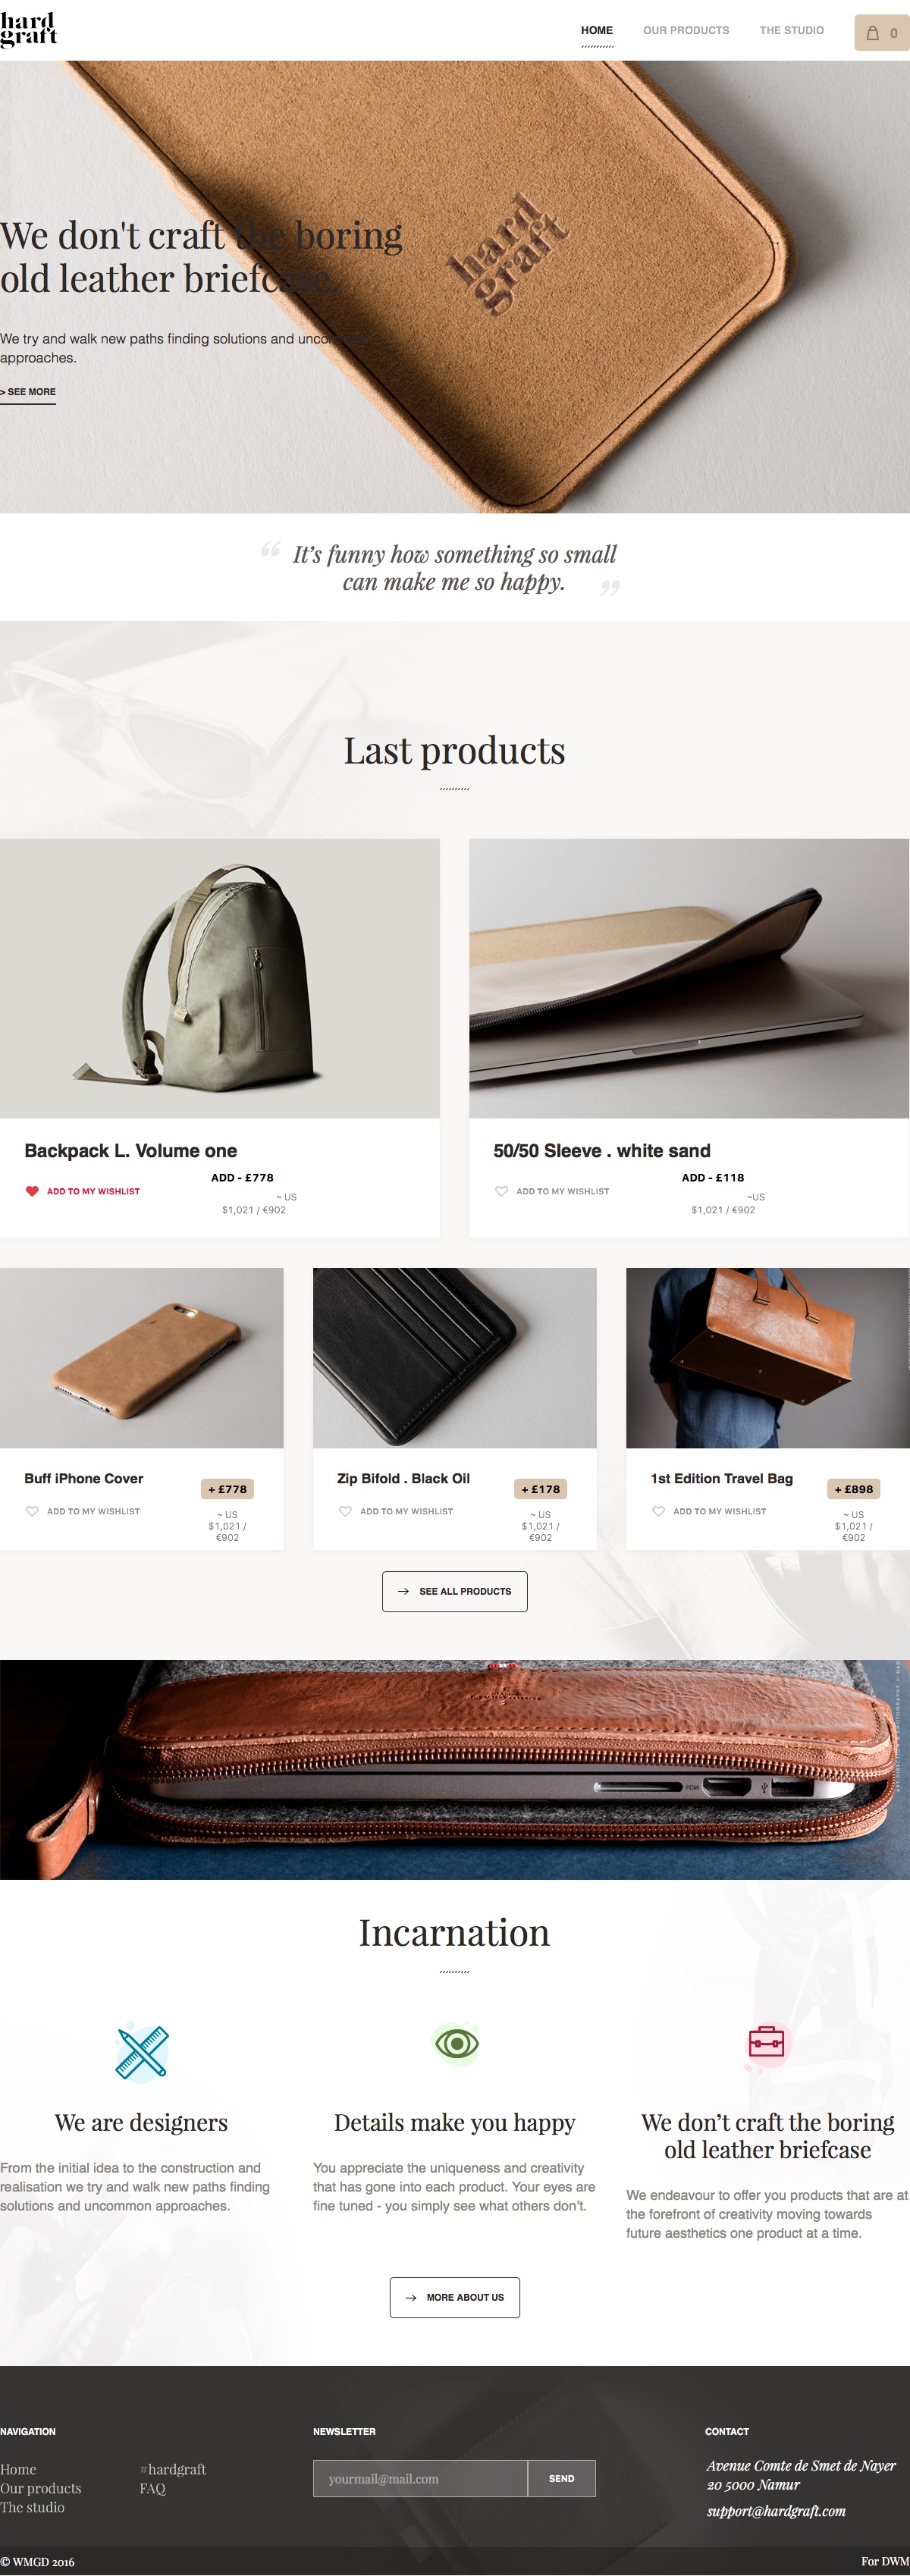 hard
graft
HOME
OUR PRODUCTS
THE STUDIO
0
hard
graft
We don't craft the boring
old leather briefcase.
We try and walk new paths finding solutions and uncommon
approaches.
> SEE MORE
“ It’s funny how something so small
can make me so happy. ”
Last products
Backpack L. Volume one
ADD TO MY WISHLIST
ADD - £778
~ US
$1,021 / €902
50/50 Sleeve . white sand
ADD TO MY WISHLIST
ADD - £118
~US
$1,021 / €902
Buff iPhone Cover
ADD TO MY WISHLIST
+ £778
~ US
$1,021 /
€902
Zip Bifold . Black Oil
ADD TO MY WISHLIST
+ £178
~ US
$1,021 /
€902
1st Edition Travel Bag
ADD TO MY WISHLIST
+ £898
~ US
$1,021 /
€902
→ SEE ALL PRODUCTS
HDMI
Incarnation
We are designers
From the initial idea to the construction and
realisation we try and walk new paths finding
solutions and uncommon approaches.
Details make you happy
You appreciate the uniqueness and creativity
that has gone into each product. Your eyes are
fine tuned - you simply see what others don’t.
We don’t craft the boring
old leather briefcase
We endeavour to offer you products that are at
the forefront of creativity moving towards
future aesthetics one product at a time.
→ MORE ABOUT US
NAVIGATION
Home
Our products
The studio
#hardgraft
FAQ
NEWSLETTER
yourmail@mail.com
SEND
CONTACT
Avenue Comte de Smet de Nayer
20 5000 Namur
support@hardgraft.com
© WMGD 2016
For DWM